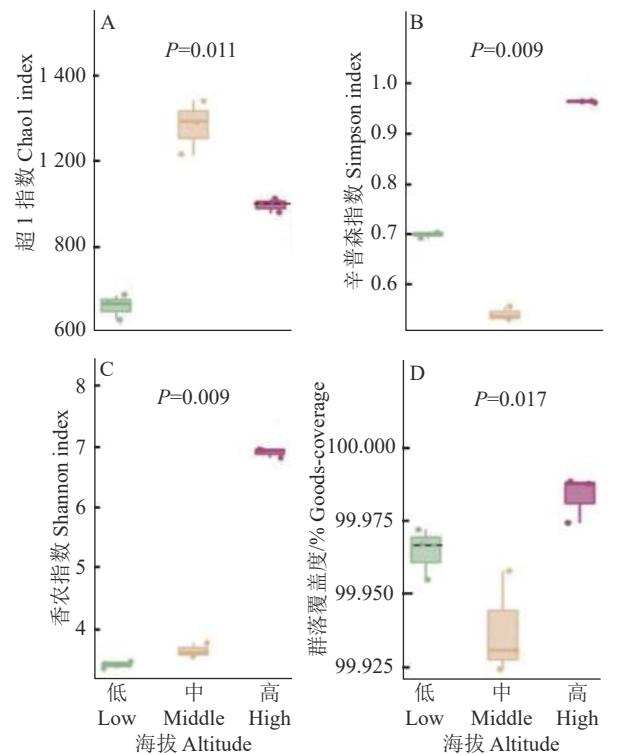 A
P=0.011
超 1 指数 Chao1 index
1 400
1 200
800
600
B
P=0.009
辛普森指数 Simpson index
1.0
0.9
0.8
0.7
0.6
C
P=0.009
香农指数 Shannon index
8
7
6
5
4
低
Low
中
Middle
高
High
海拔 Altitude
D
P=0.017
群落覆盖度/% Goods-coverage
100.000
99.975
99.950
99.925
低
Low
中
Middle
高
High
海拔 Altitude